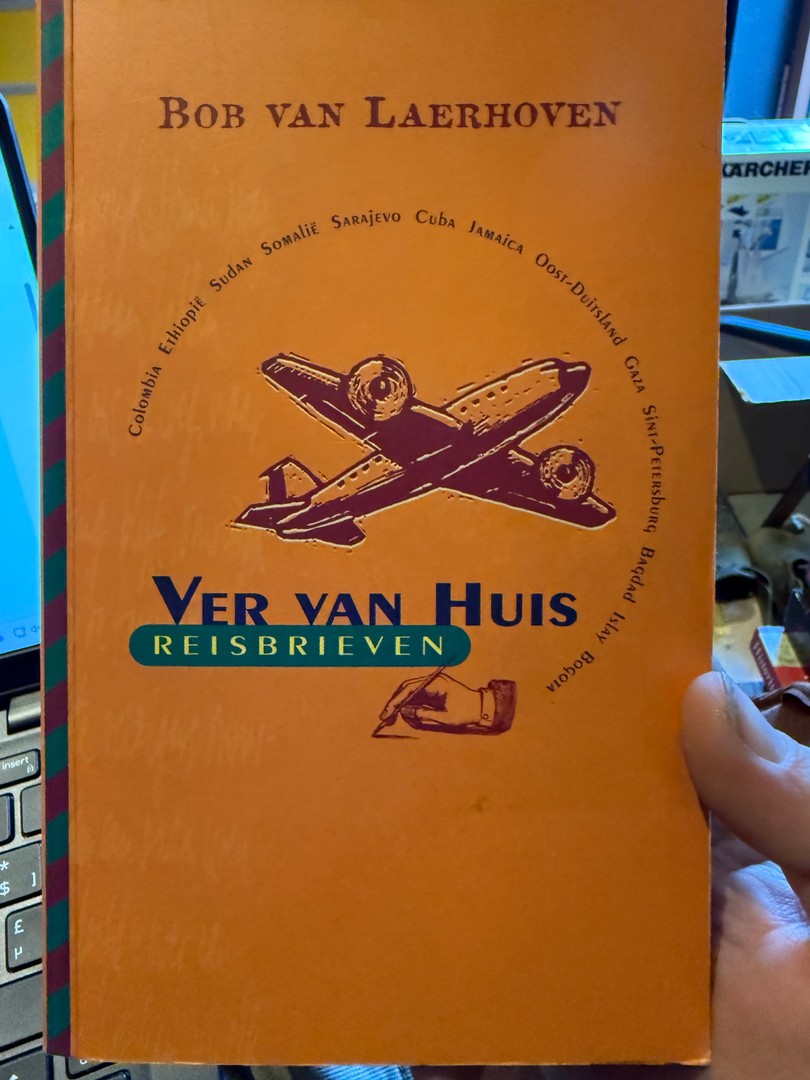 BOB VAN LAERHOVEN
Colombia Ethiopië Sudan Somalië Sarajevo Cuba Jamaica Oost-Duitsland Gaza Sint-Petersburg Bagdad Islay Bogota
VER VAN HUIS
REISBRIEVEN
KÄRCHER
insert
*
$ ]
£
µ